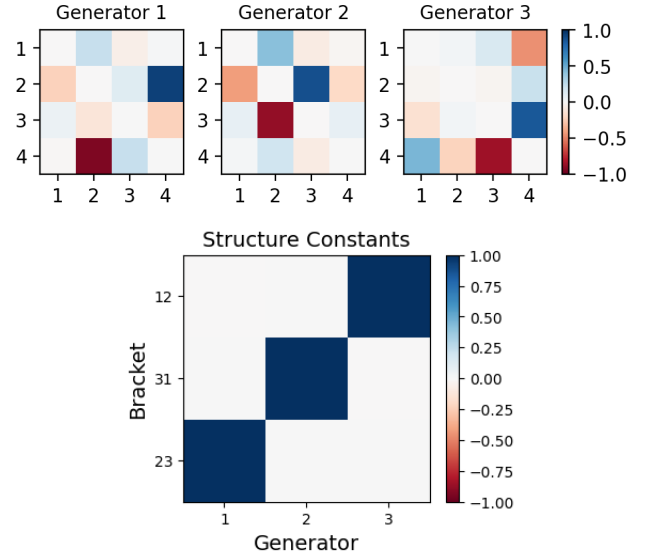 Generator 1 Generator 2 Generator 3
1 1 1 1.0
2 2 2 0.5
3 3 3 0.0
4 4 4 −0.5
−1.0
1 2 3 4 1 2 3 4 1 2 3 4
Structure Constants
1.00
12 0.75
0.50
0.25
Bracket 31 0.00
−0.25
−0.50
23 −0.75
−1.00
1 2 3
Generator